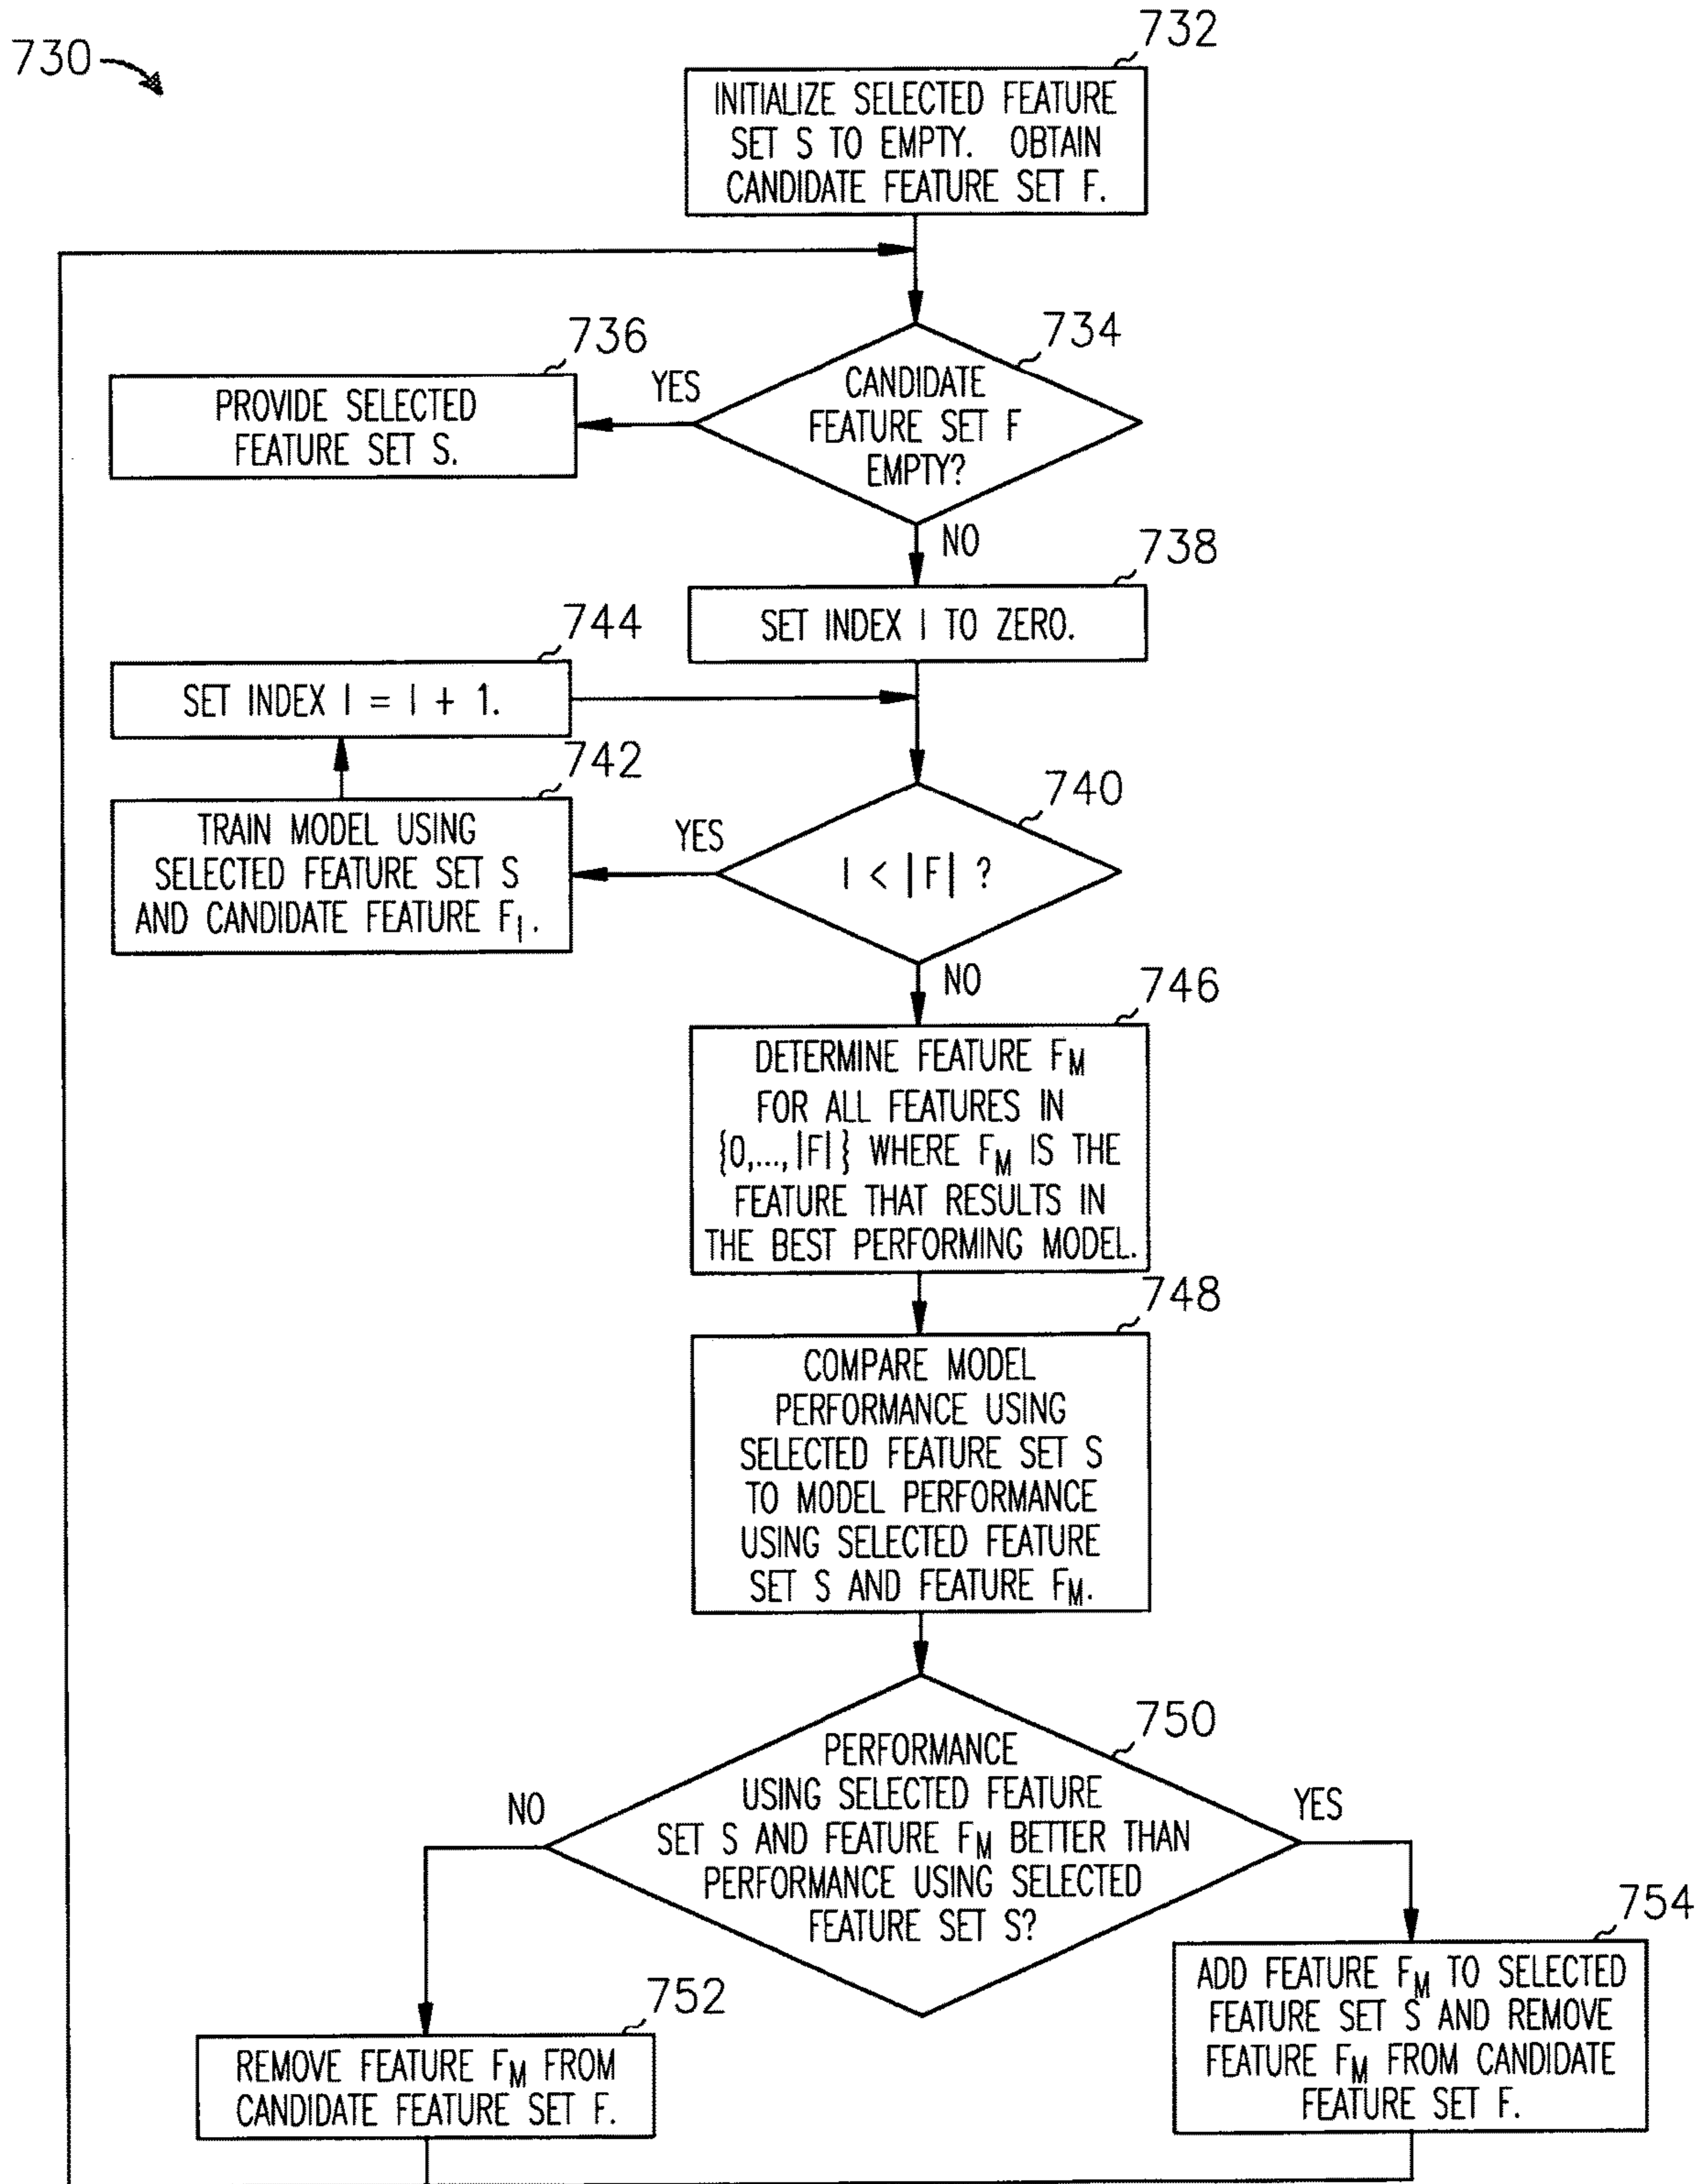 730
732
INITIALIZE SELECTED FEATURE
SET S TO EMPTY. OBTAIN
CANDIDATE FEATURE SET F.
736
PROVIDE SELECTED
FEATURE SET S.
YES
734
CANDIDATE
FEATURE SET F
EMPTY?
NO
738
SET INDEX I TO ZERO.
744
SET INDEX I = I + 1.
742
TRAIN MODEL USING
SELECTED FEATURE SET S
AND CANDIDATE FEATURE FI.
YES
740
I < |F| ?
NO
746
DETERMINE FEATURE FM
FOR ALL FEATURES IN
{0,..., |F|} WHERE FM IS THE
FEATURE THAT RESULTS IN
THE BEST PERFORMING MODEL.
748
COMPARE MODEL
PERFORMANCE USING
SELECTED FEATURE SET S
TO MODEL PERFORMANCE
USING SELECTED FEATURE
SET S AND FEATURE FM.
750
PERFORMANCE
USING SELECTED FEATURE
SET S AND FEATURE FM BETTER THAN
PERFORMANCE USING SELECTED
FEATURE SET S?
NO
YES
752
REMOVE FEATURE FM FROM
CANDIDATE FEATURE SET F.
754
ADD FEATURE FM TO SELECTED
FEATURE SET S AND REMOVE
FEATURE FM FROM CANDIDATE
FEATURE SET F.